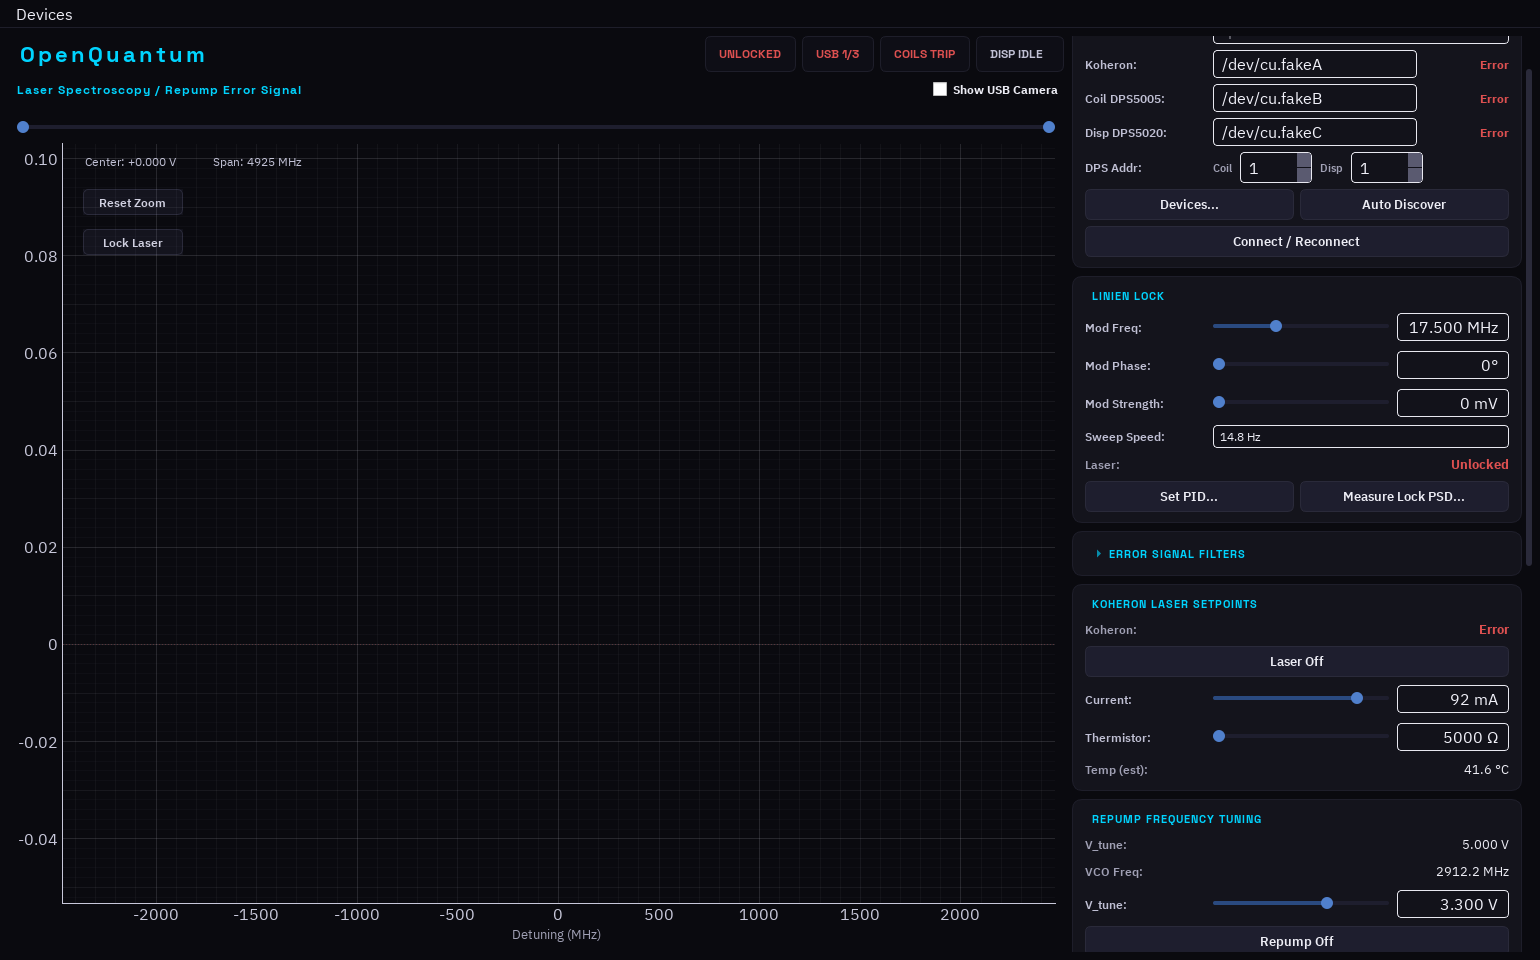 Devices
OpenQuantum
UNLOCKED
USB 1/3
COILS TRIP
DISP IDLE
Laser Spectroscopy / Repump Error Signal
Show USB Camera
Center: +0.000 V
Span: 4925 MHz
Reset Zoom
Lock Laser
0.10
0.08
0.06
0.04
0.02
0
-0.02
-0.04
-2000
-1500
-1000
-500
0
500
1000
1500
2000
Detuning (MHz)
Koheron:
/dev/cu.fakeA
Error
Coil DPS5005:
/dev/cu.fakeB
Error
Disp DPS5020:
/dev/cu.fakeC
Error
DPS Addr:
Coil
1
Disp
1
Devices...
Auto Discover
Connect / Reconnect
LINIEN LOCK
Mod Freq:
17.500 MHz
Mod Phase:
0°
Mod Strength:
0 mV
Sweep Speed:
14.8 Hz
Laser:
Unlocked
Set PID...
Measure Lock PSD...
ERROR SIGNAL FILTERS
KOHERON LASER SETPOINTS
Koheron:
Error
Laser Off
Current:
92 mA
Thermistor:
5000 Ω
Temp (est):
41.6 °C
REPUMP FREQUENCY TUNING
V_tune:
5.000 V
VCO Freq:
2912.2 MHz
V_tune:
3.300 V
Repump Off